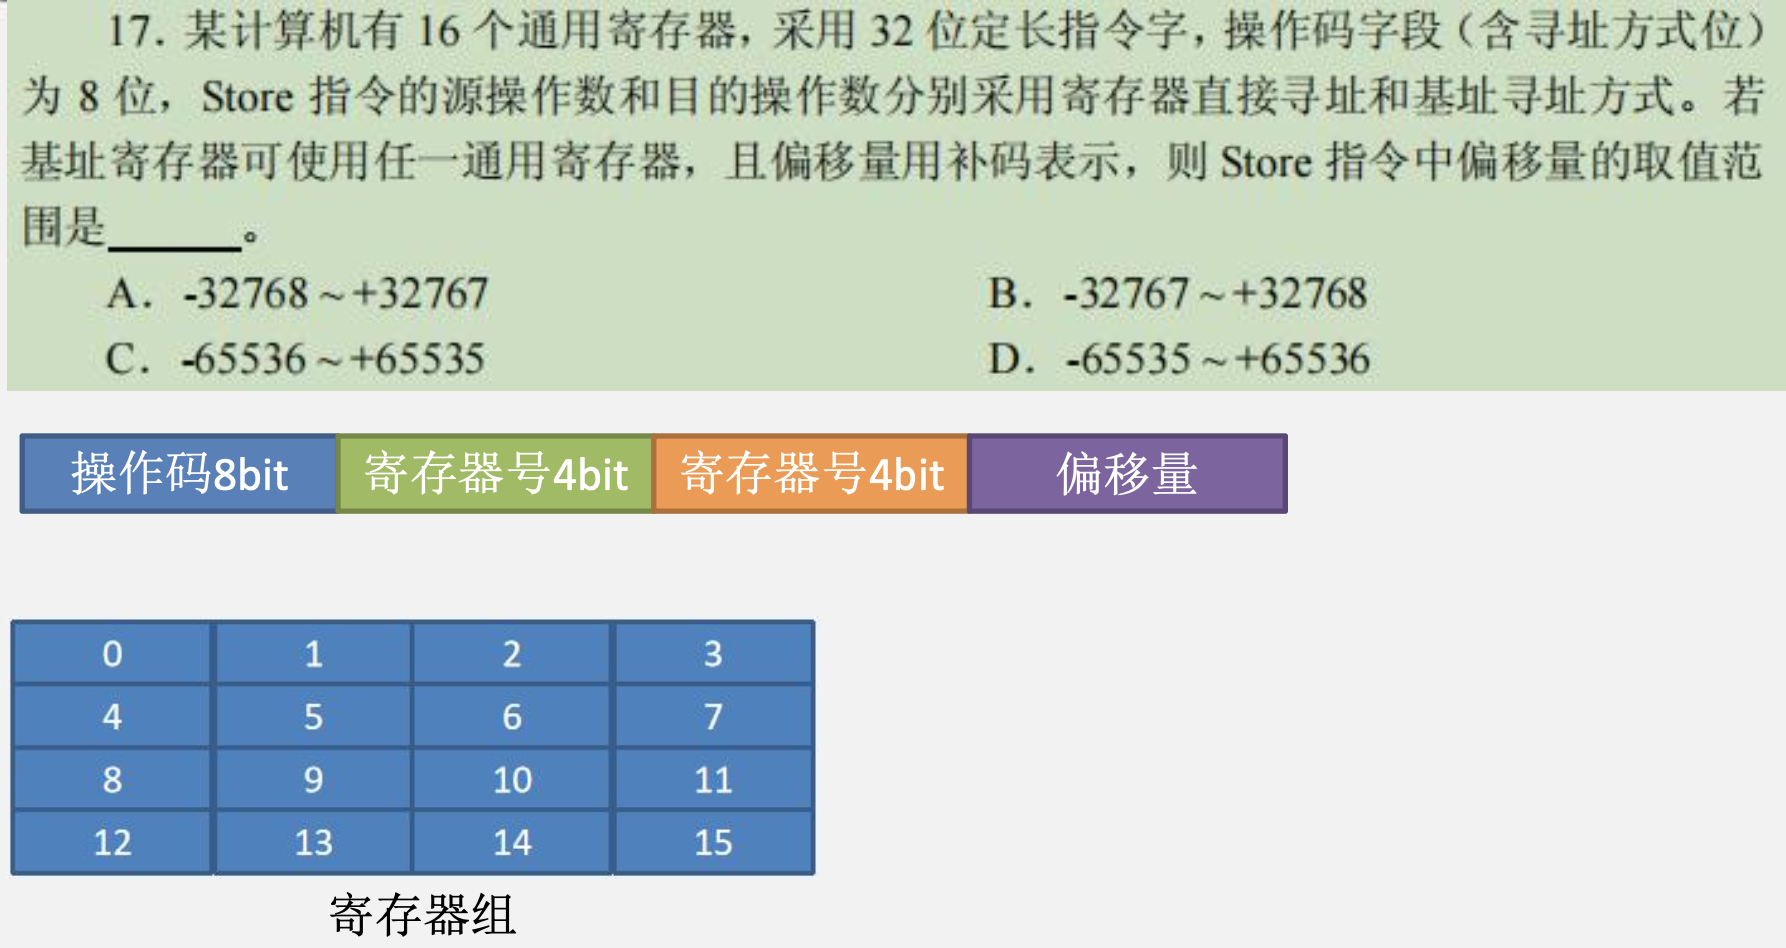 17. 某计算机有 16 个通用寄存器，采用 32 位定长指令字，操作码字段（含寻址方式位）
为 8 位，Store 指令的源操作数和目的操作数分别采用寄存器直接寻址和基址寻址方式。若
基址寄存器可使用任一通用寄存器，且偏移量用补码表示，则 Store 指令中偏移量的取值范
围是______。
A. -32768～+32767 B. -32767～+32768
C. -65536～+65535 D. -65535～+65536
操作码8bit 寄存器号4bit 寄存器号4bit 偏移量
0 1 2 3
4 5 6 7
8 9 10 11
12 13 14 15
寄存器组